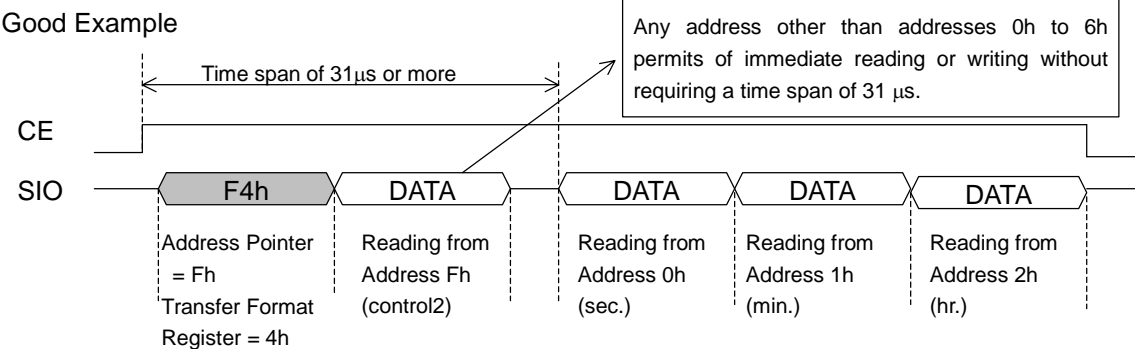 Good Example
Any address other than addresses 0h to 6h
permits of immediate reading or writing without
requiring a time span of 31 μs.
Time span of 31μs or more
CE
SIO
F4h
DATA
DATA
DATA
DATA
Address Pointer
= Fh
Transfer Format
Register = 4h
Reading from
Address Fh
(control2)
Reading from
Address 0h
(sec.)
Reading from
Address 1h
(min.)
Reading from
Address 2h
(hr.)